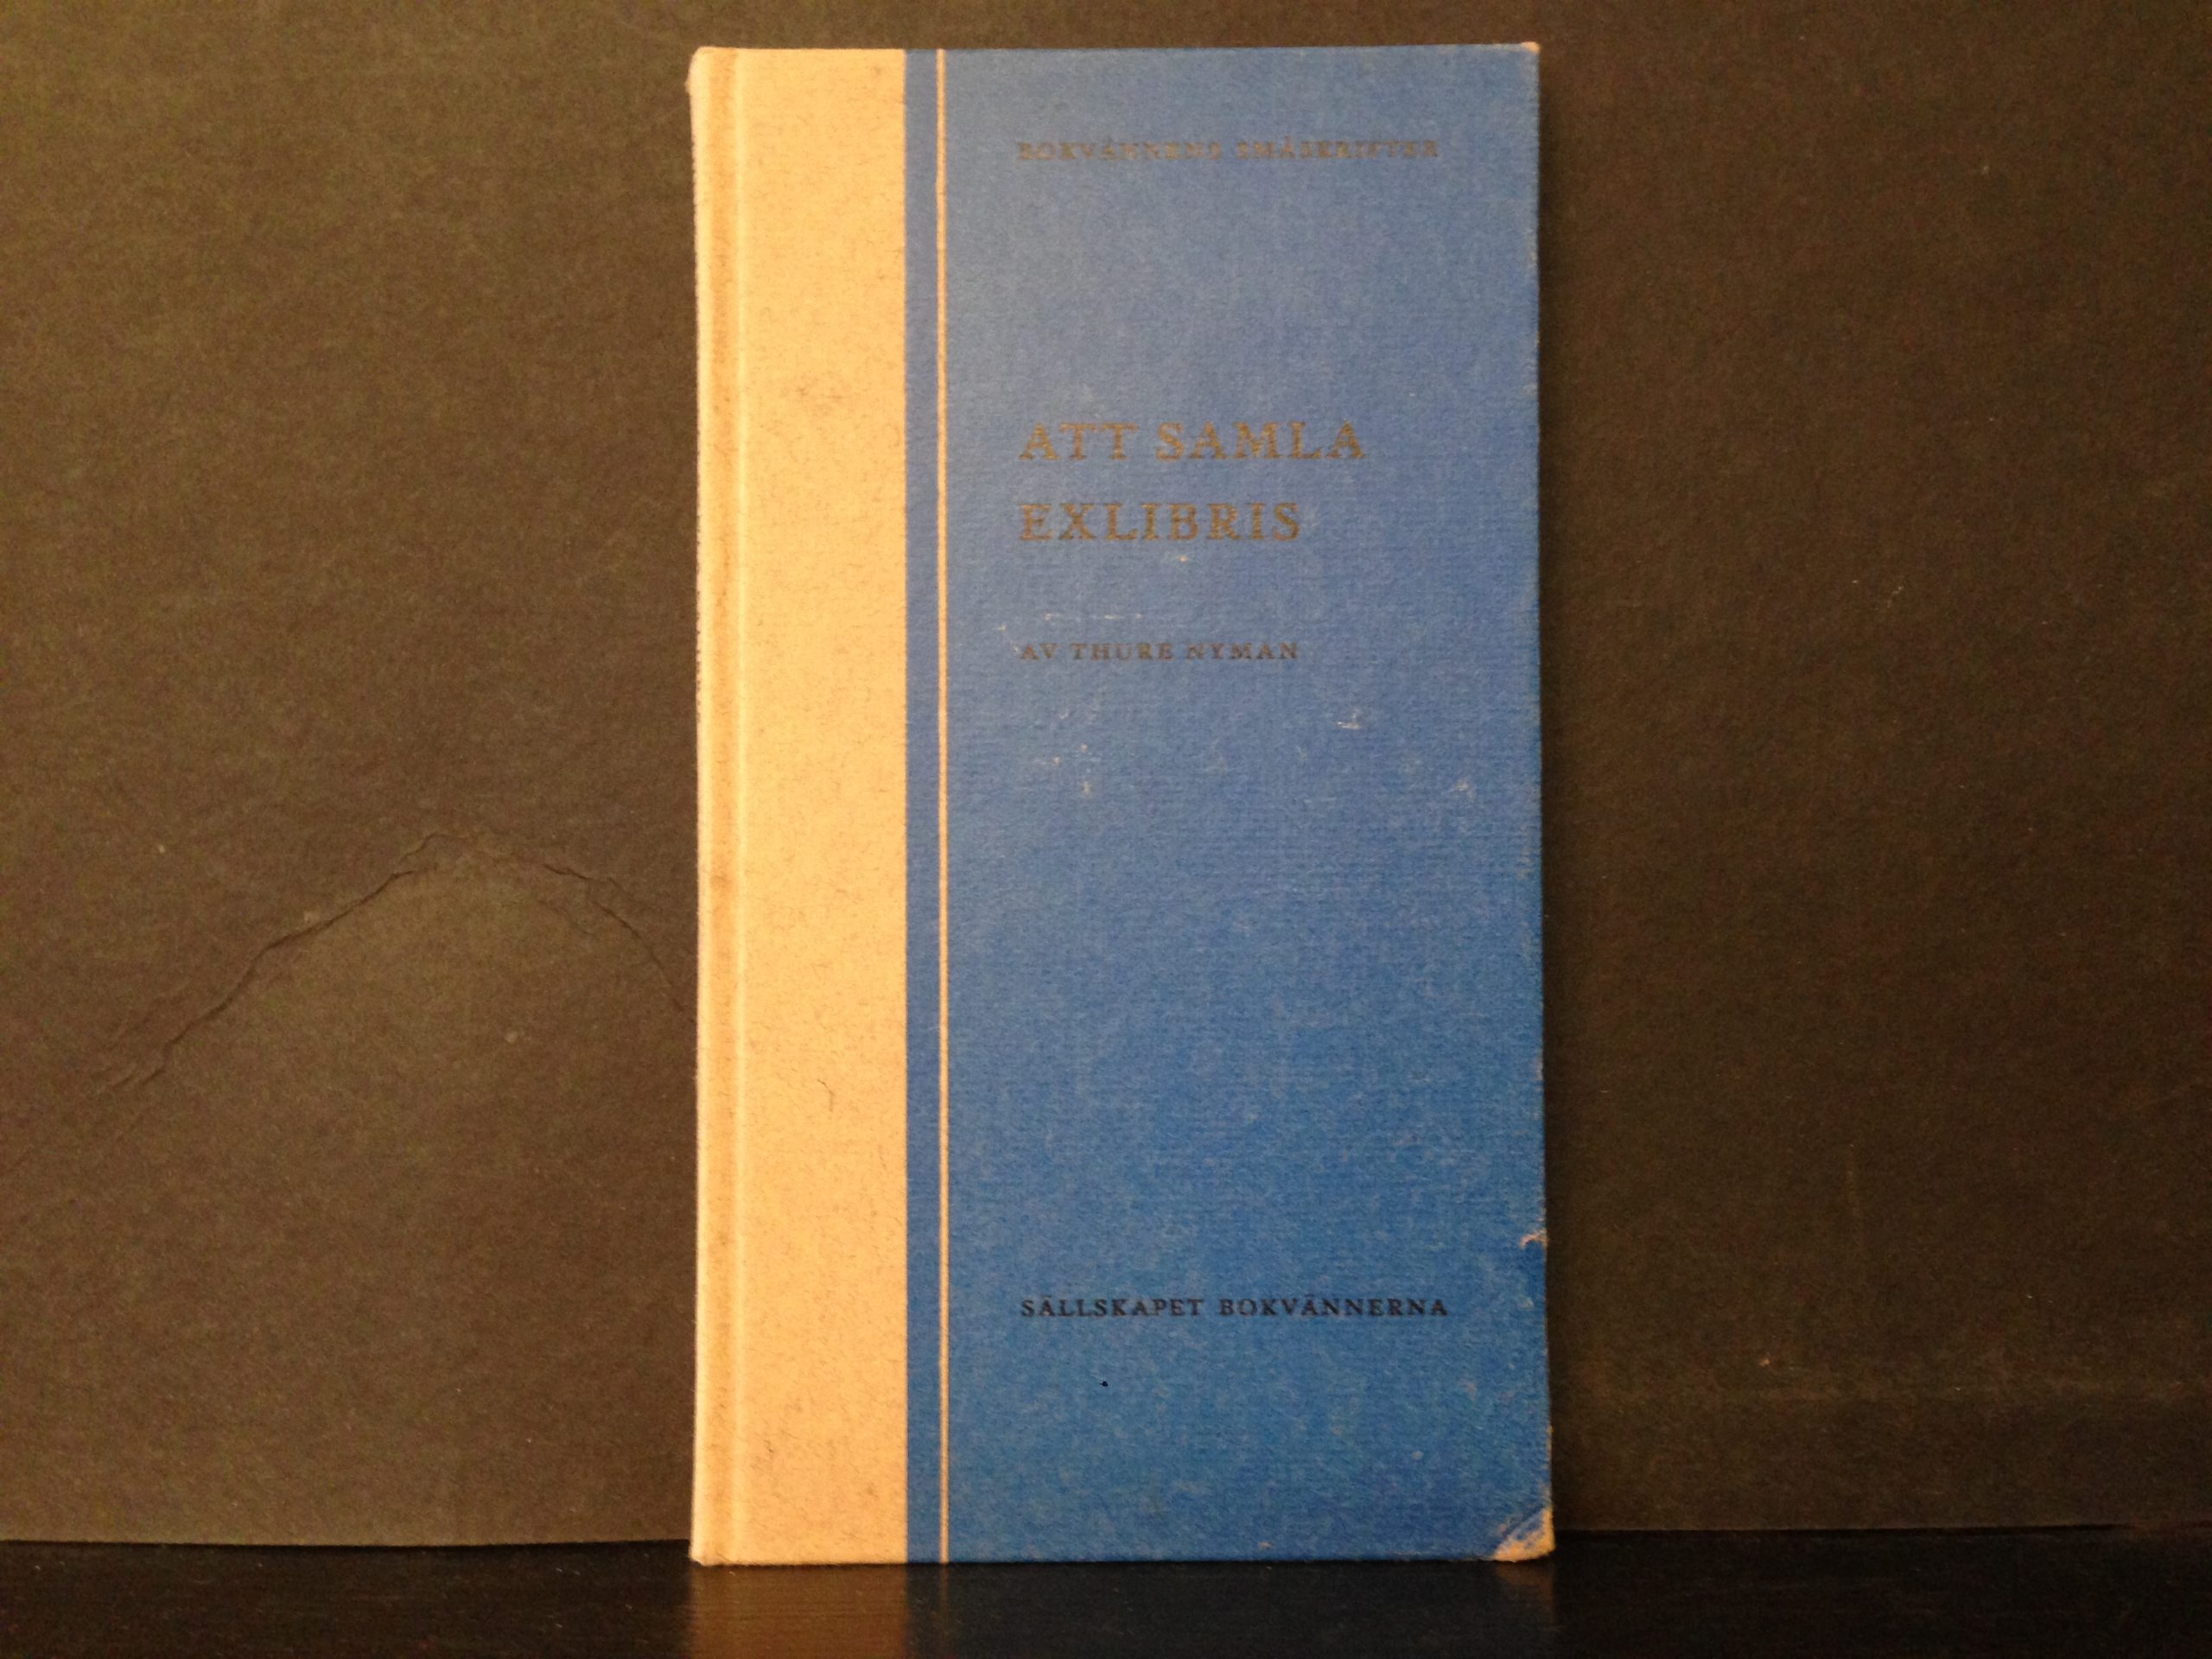 BOKVÄNNENS SMÅSKRIFTER
ATT SAMLA
EXLIBRIS
AV THURE NYMAN
SÄLLSKAPET BOKVÄNNERNA